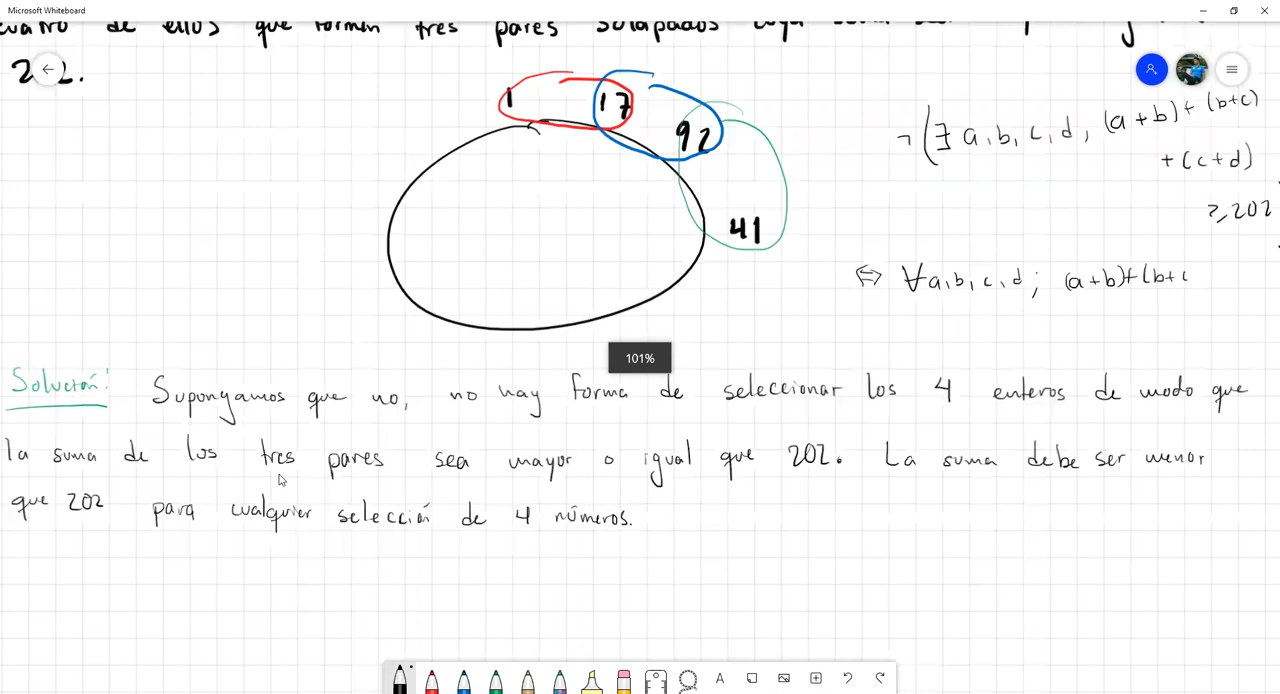 Microsoft Whiteboard
cuatro de ellos que formen tres pares solapados cuya suma
202.
1 17 92 41
¬(∃ a,b,c,d, (a+b)+(b+c)
+(c+d)
≥202
⇔ ∀a,b,c,d; (a+b)+(b+c
101%
Solución: Supongamos que no, no hay forma de seleccionar los 4 enteros de modo que
la suma de los tres pares sea mayor o igual que 202. La suma debe ser menor
que 202 para cualquier selección de 4 números.
A